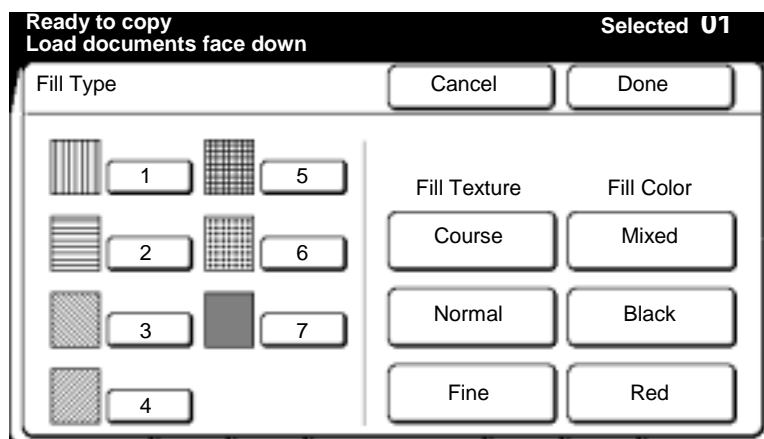 Ready to copy
Load documents face down
Selected 01
Fill Type
Cancel
Done
1
5
2
6
3
7
4
Fill Texture
Fill Color
Course
Mixed
Normal
Black
Fine
Red